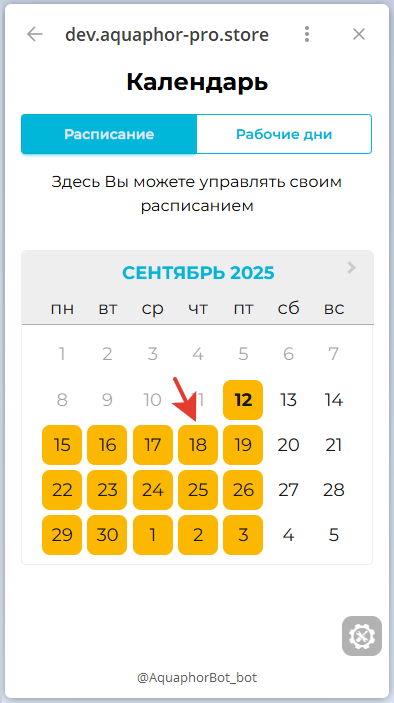 dev.aquaphor-pro.store
Календарь
Расписание Рабочие дни
Здесь Вы можете управлять своим
расписанием
СЕНТЯБРЬ 2025
пн вт ср чт пт сб вс
1 2 3 4 5 6 7
8 9 10 11 12 13 14
15 16 17 18 19 20 21
22 23 24 25 26 27 28
29 30 1 2 3 4 5
@AquaphorBot_bot